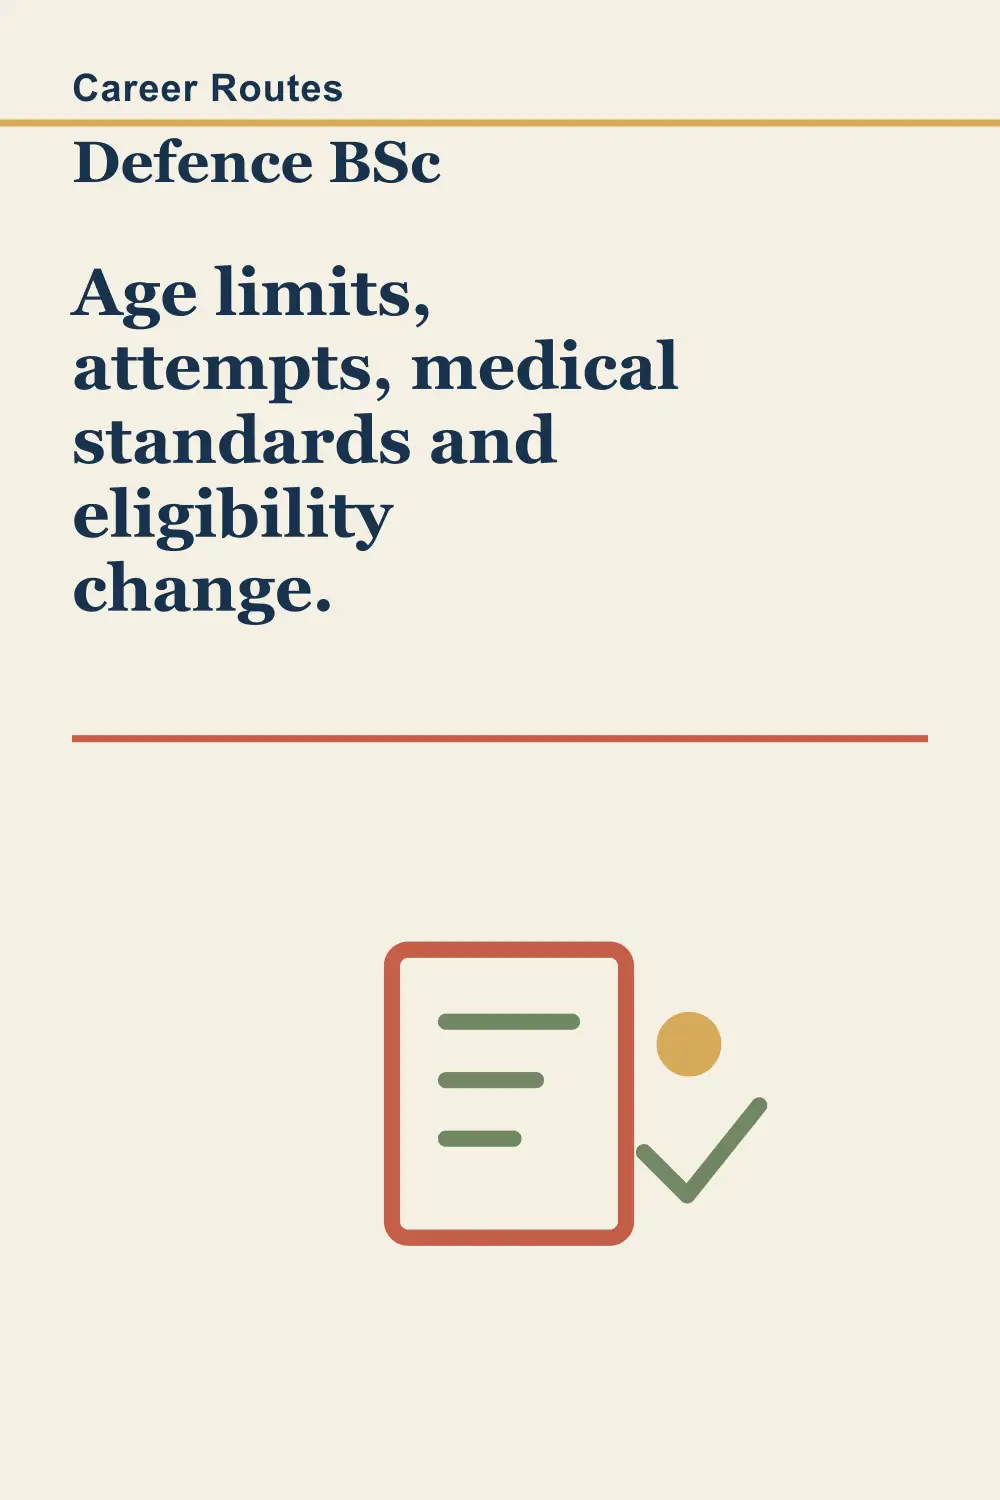 Career Routes
Defence BSc
Age limits,
attempts, medical
standards and
eligibility
change.